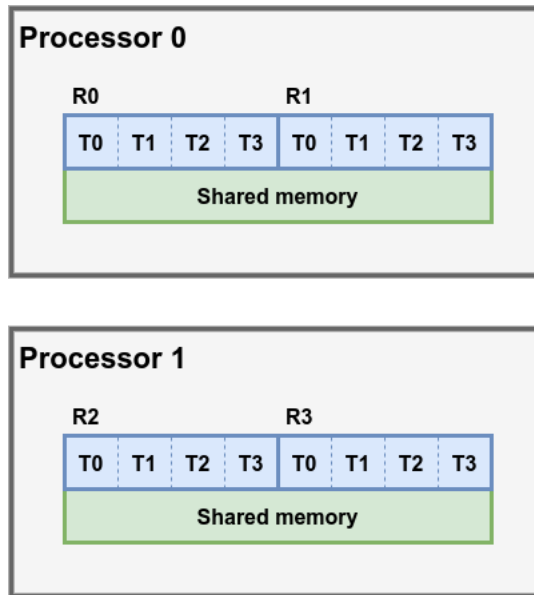 Processor 0
R0 R1
T0 T1 T2 T3 T0 T1 T2 T3
Shared memory
Processor 1
R2 R3
T0 T1 T2 T3 T0 T1 T2 T3
Shared memory